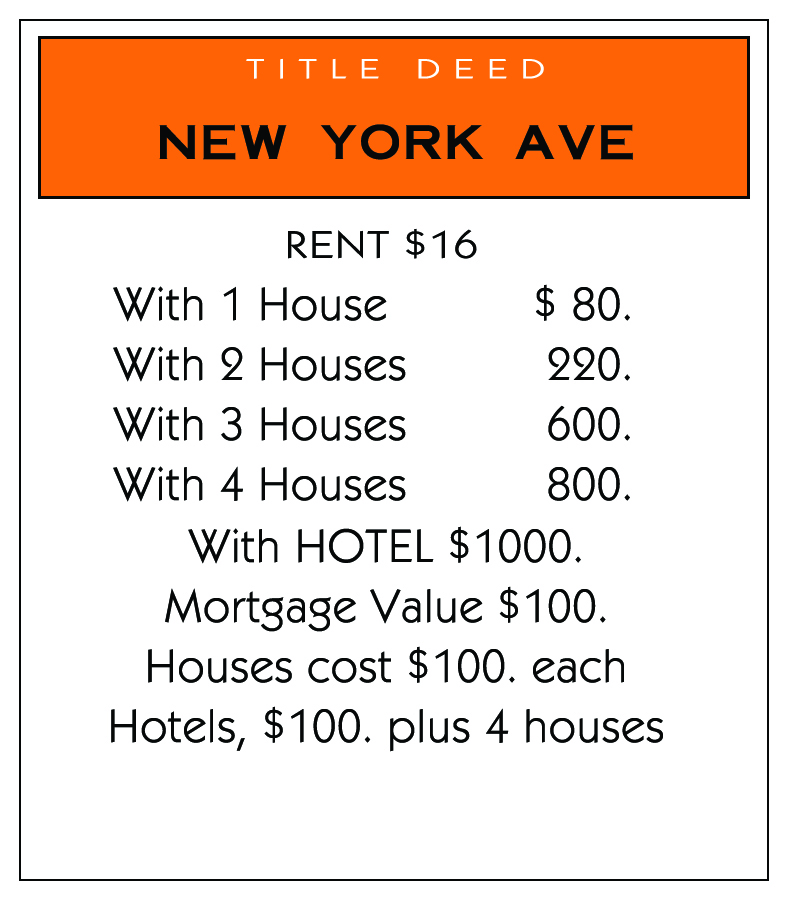 TITLE DEED
NEW YORK AVE
RENT $16
With 1 House $ 80.
With 2 Houses 220.
With 3 Houses 600.
With 4 Houses 800.
With HOTEL $1000.
Mortgage Value $100.
Houses cost $100. each
Hotels, $100. plus 4 houses